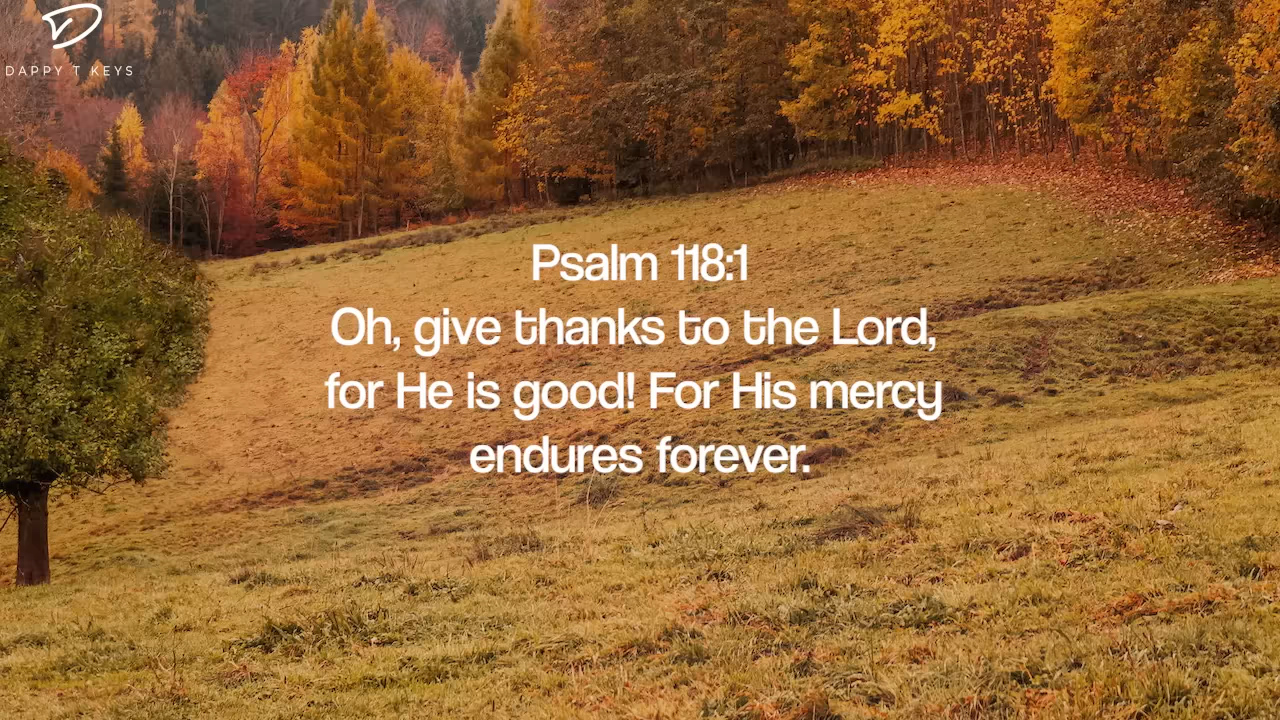 DAPPY T KEYS
Psalm 118:1
Oh, give thanks to the Lord,
for He is good! For His mercy
endures forever.